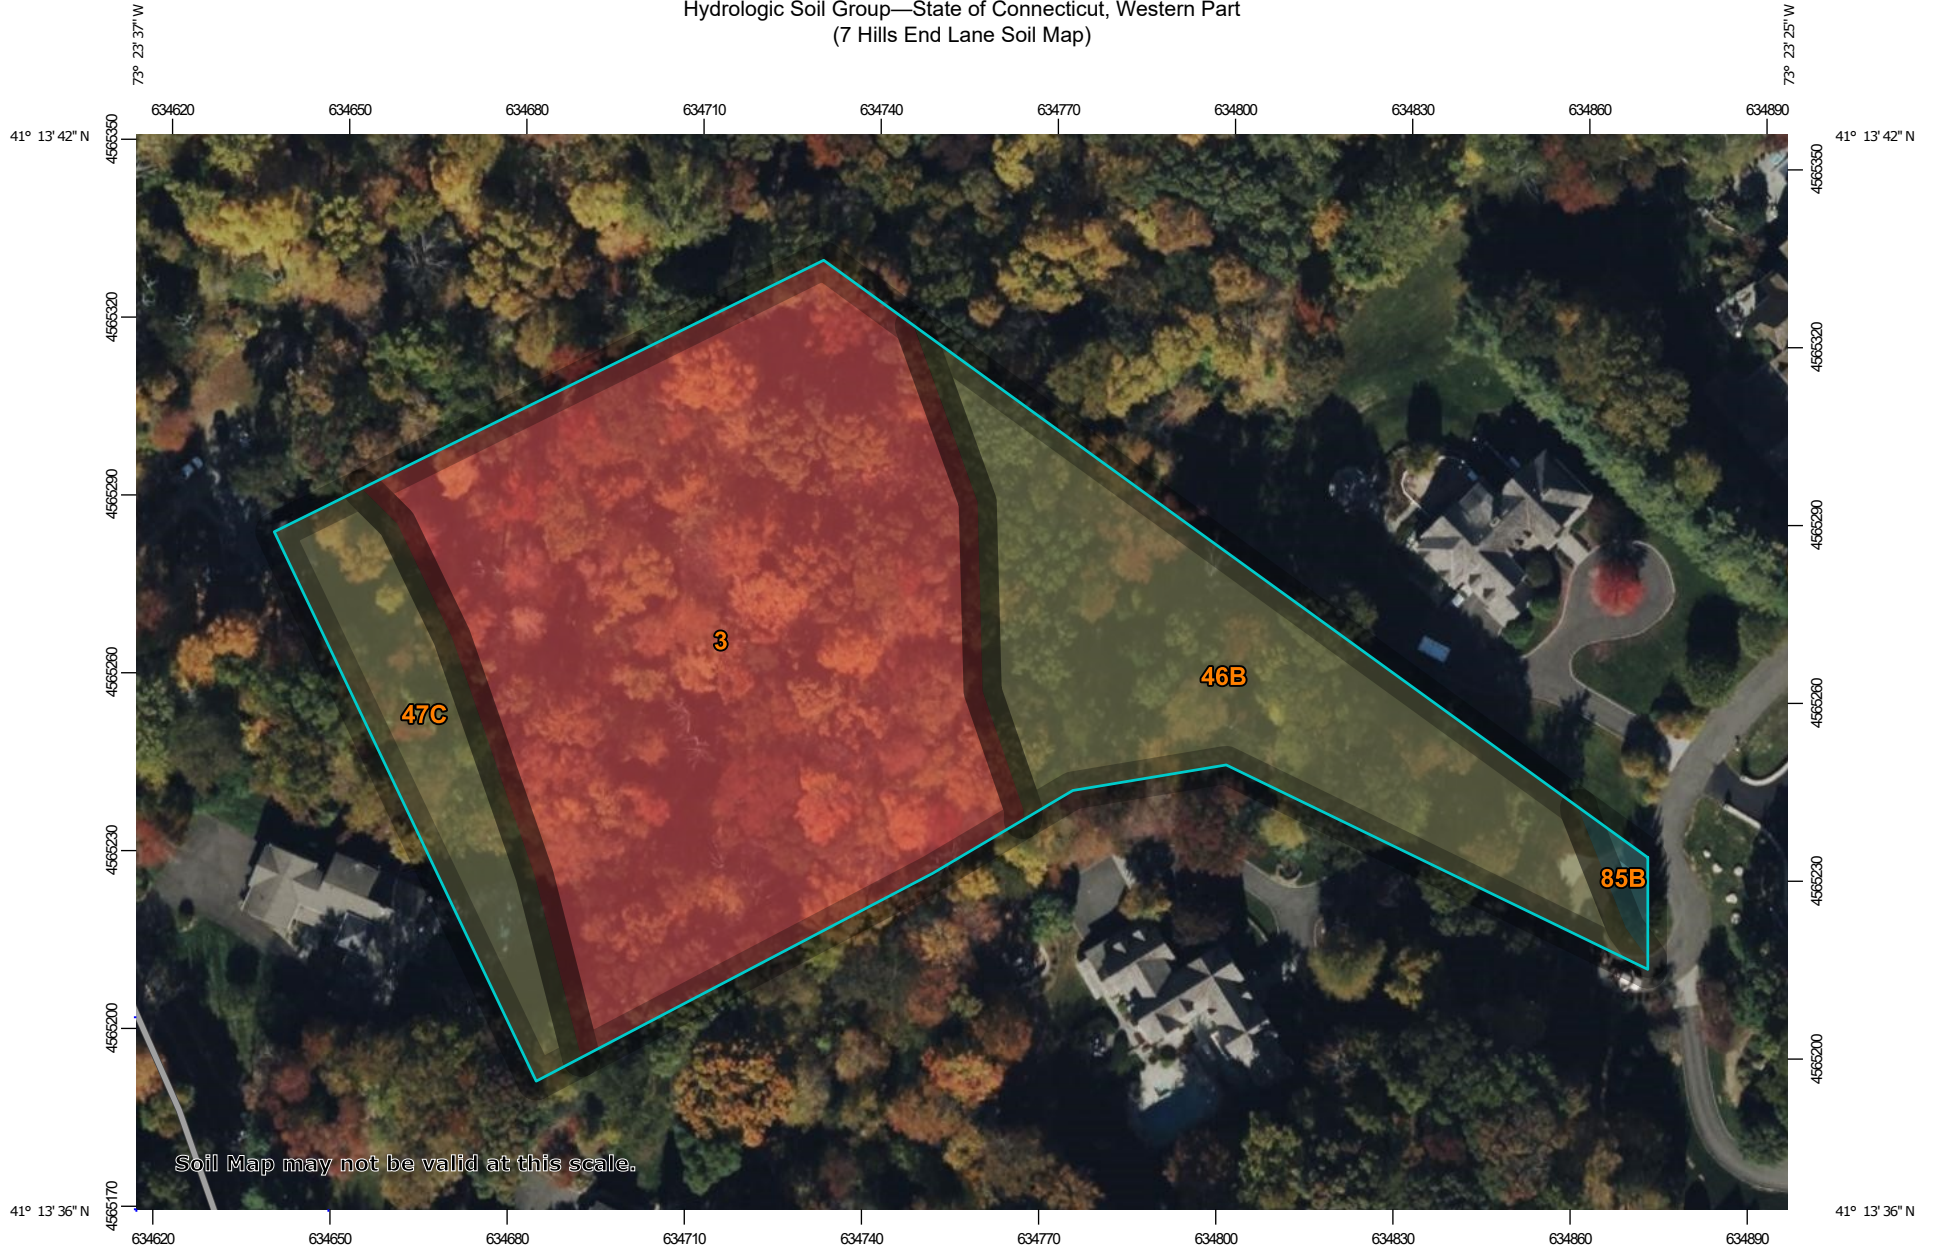 Hydrologic Soil Group—State of Connecticut, Western Part
(7 Hills End Lane Soil Map)
73° 23' 37'' W
73° 23' 25'' W
634620 634650 634680 634710 634740 634770 634800 634830 634860 634890
41° 13' 42'' N
41° 13' 42'' N
4565350
4565350
4565320
4565320
4565290
4565290
3
4565260
46B
4565260
47C
4565230
85B
4565230
4565200
4565200
Soil Map may not be valid at this scale.
4565170
41° 13' 36'' N
41° 13' 36'' N
634620 634650 634680 634710 634740 634770 634800 634830 634860 634890